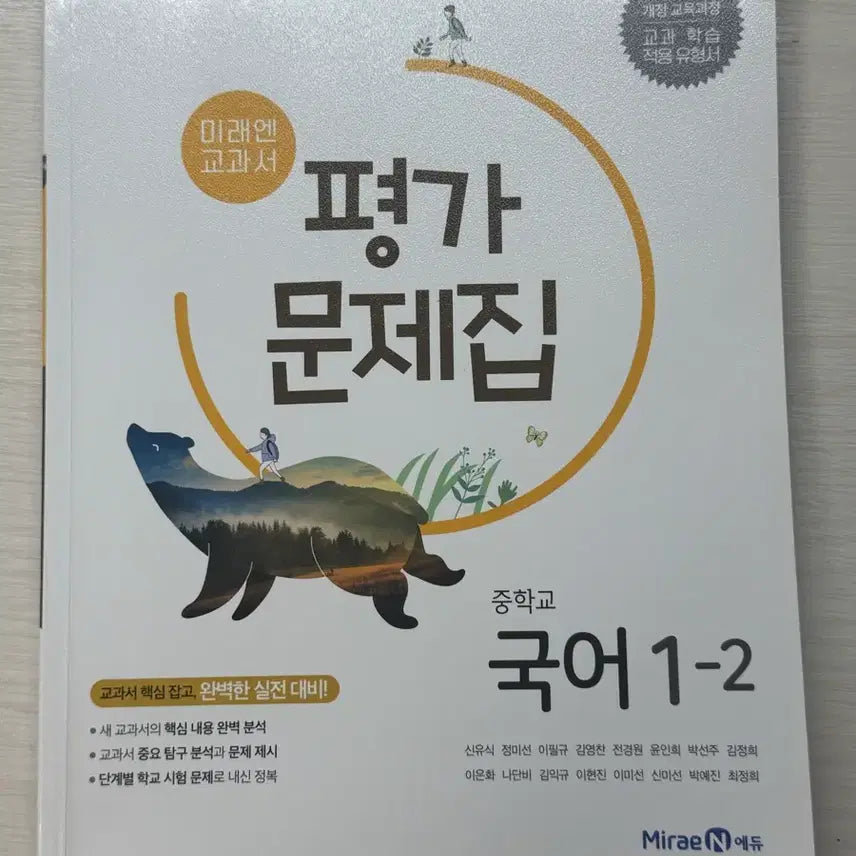 개정 교육과정
교과 학습
적용 유형서
미래엔
교과서
평가
문제집
중학교
국어 1-2
교과서 핵심 잡고, 완벽한 실전 대비!
• 새 교과서의 핵심 내용 완벽 분석
• 교과서 중요 탐구 분석과 문제 제시
• 단계별 학교 시험 문제로 내신 정복
신유식 정미선 이필규 김영찬 전경원 윤인희 박선주 김정희
이은화 나단비 김익규 이현진 이미선 신미선 박예진 최정희
Mirae N 에듀